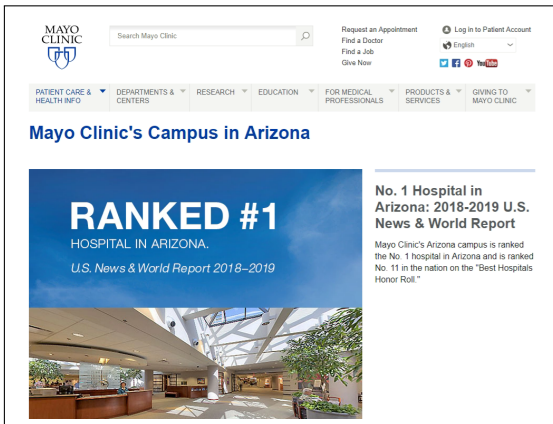 MAYO
CLINIC
Search Mayo Clinic
Request an Appointment
Find a Doctor
Find a Job
Give Now
Log in to Patient Account
English
You Tube
PATIENT CARE &
HEALTH INFO
DEPARTMENTS &
CENTERS
RESEARCH
EDUCATION
FOR MEDICAL
PROFESSIONALS
PRODUCTS &
SERVICES
GIVING TO
MAYO CLINIC
Mayo Clinic's Campus in Arizona
RANKED #1
HOSPITAL IN ARIZONA.
U.S. News & World Report 2018–2019
No. 1 Hospital in
Arizona: 2018-2019 U.S.
News & World Report
Mayo Clinic's Arizona campus is ranked
the No. 1 hospital in Arizona and is ranked
No. 11 in the nation on the "Best Hospitals
Honor Roll."